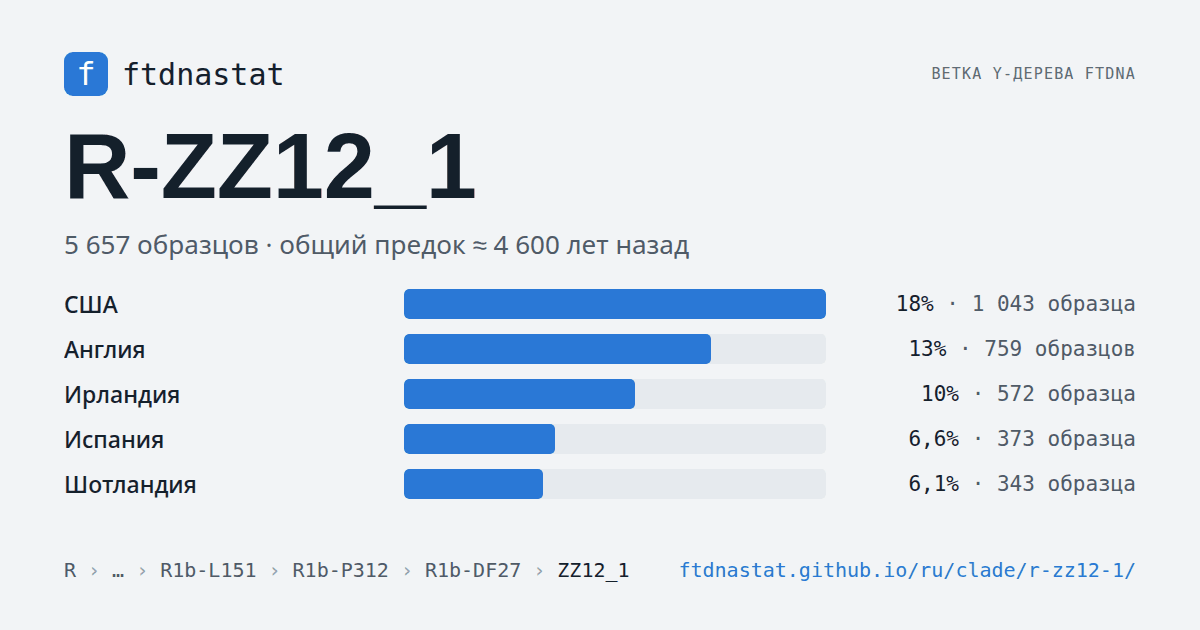 f ftdnastat
ВЕТКА Y-ДЕРЕВА FTDNA
R-ZZ12_1
5 657 образцов · общий предок ≈ 4 600 лет назад
США 18% · 1 043 образца
Англия 13% · 759 образцов
Ирландия 10% · 572 образца
Испания 6,6% · 373 образца
Шотландия 6,1% · 343 образца
R › … › R1b-L151 › R1b-P312 › R1b-DF27 › ZZ12_1
ftdnastat.github.io/ru/clade/r-zz12-1/